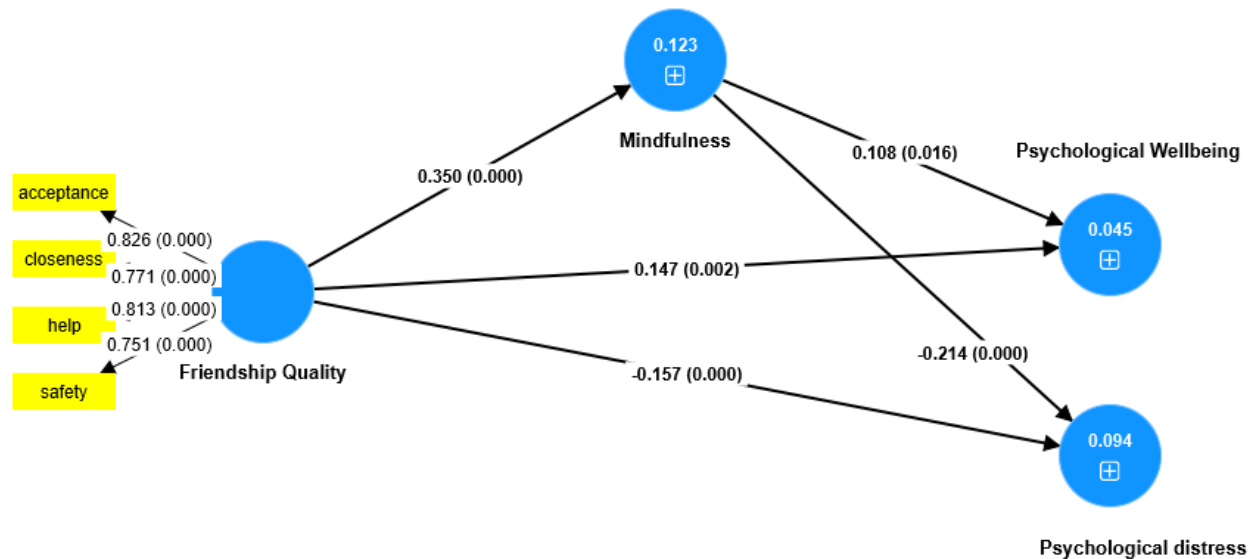 0.123
Mindfulness
0.108 (0.016)
Psychological Wellbeing
0.350 (0.000)
acceptance
0.826 (0.000)
closeness
0.771 (0.000)
0.045
0.147 (0.002)
0.813 (0.000)
help
0.751 (0.000)
safety
Friendship Quality
-0.157 (0.000)
-0.214 (0.000)
0.094
Psychological distress